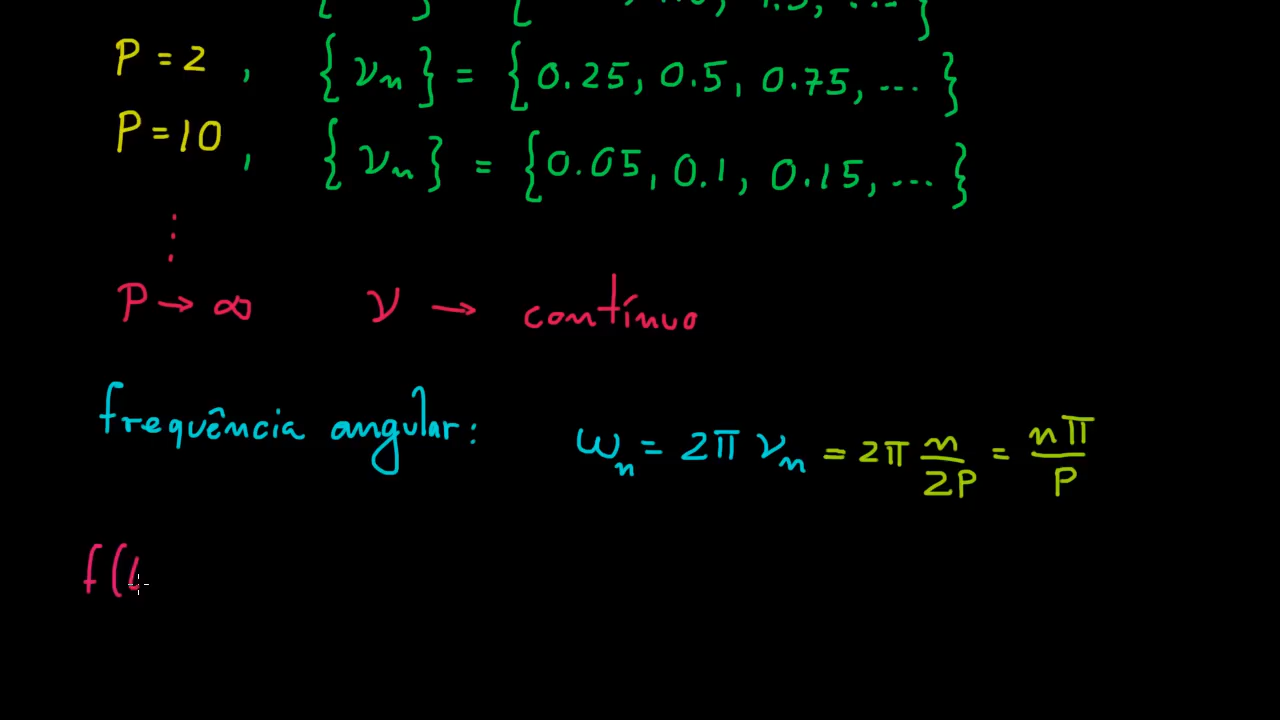 P = 2 , { νn } = { 0.25, 0.5, 0.75, ... }
P = 10 , { νn } = { 0.05, 0.1, 0.15, ... }
⋮
P → ∞ ν → contínuo
frequência angular: ωn = 2π νn = 2π n/2P = nπ/P
f(